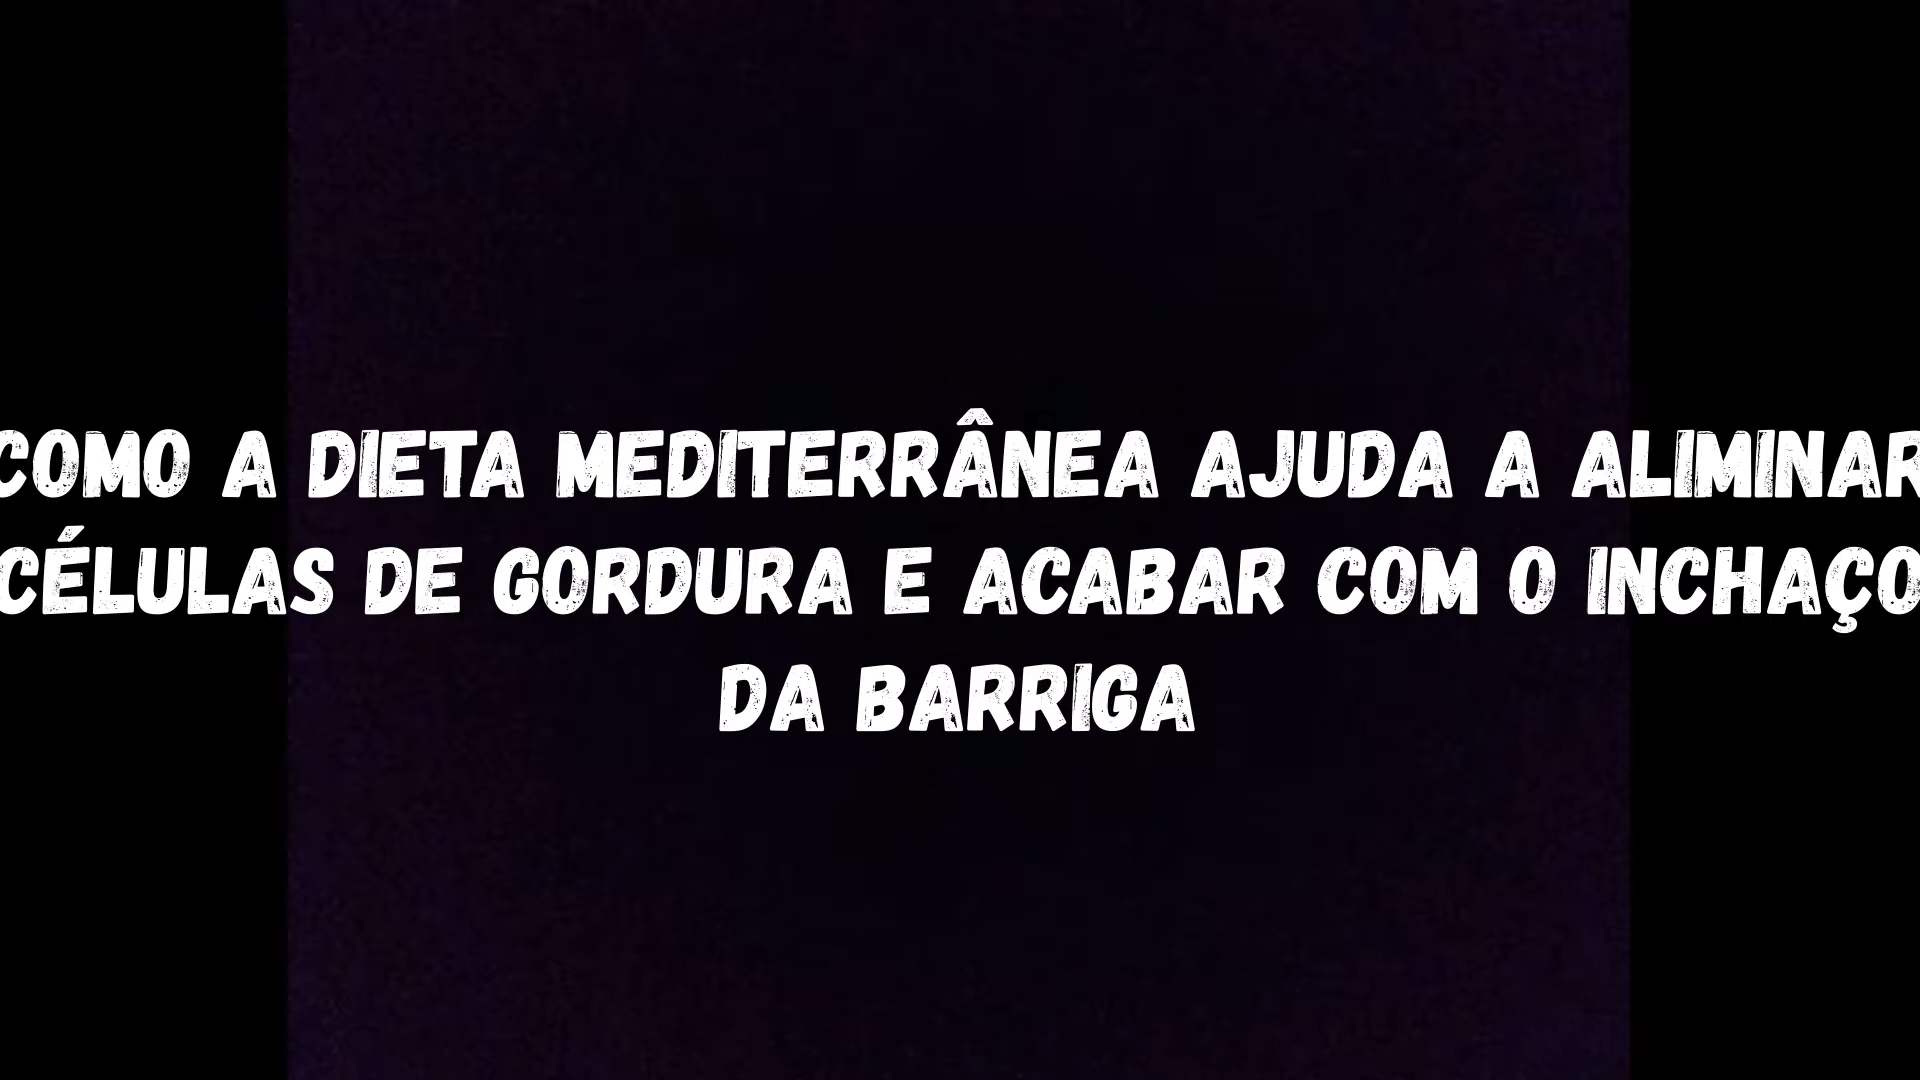 COMO A DIETA MEDITERRÂNEA AJUDA A ALIMINAR
CÉLULAS DE GORDURA E ACABAR COM O INCHAÇO
DA BARRIGA